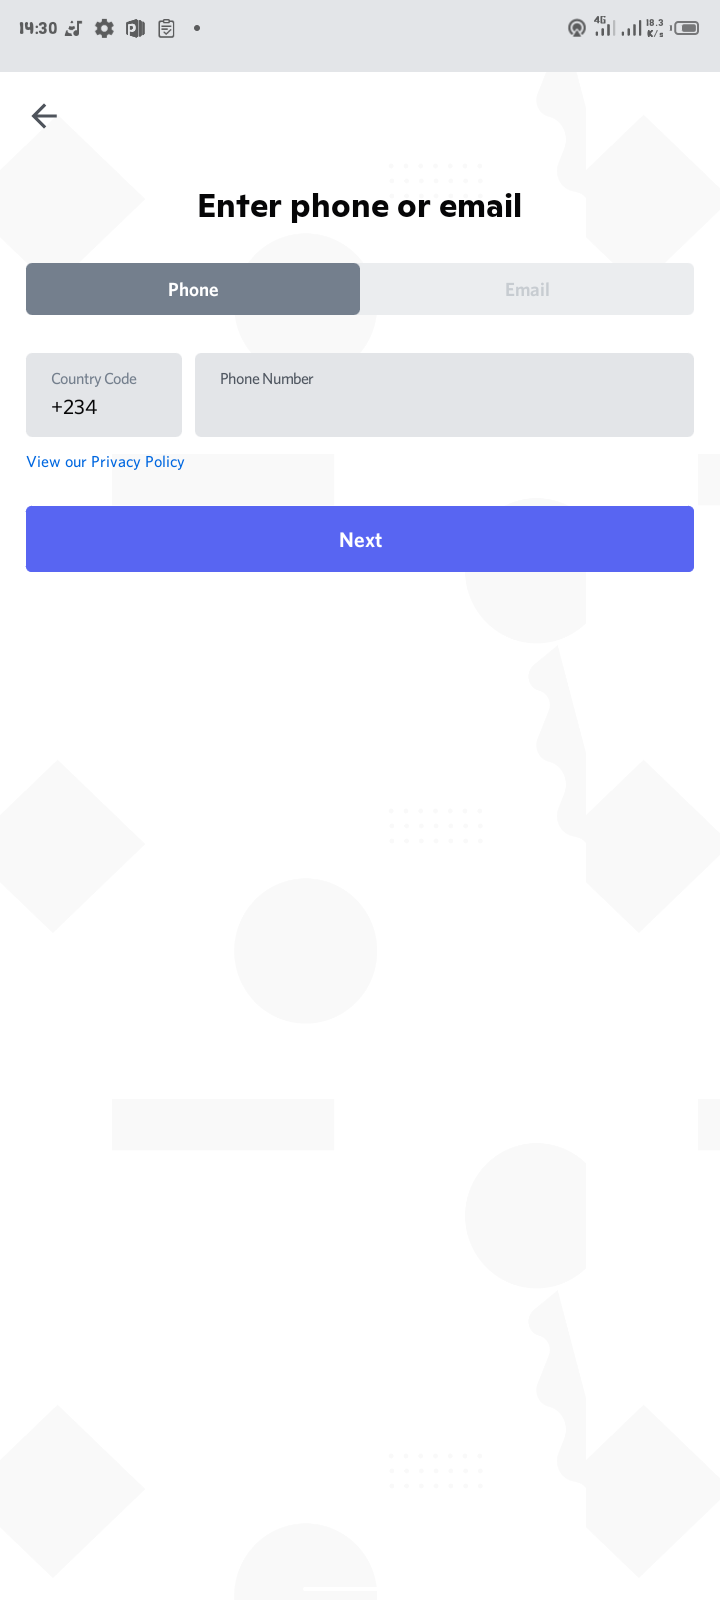 14:30
4G
18.3
K/s
Enter phone or email
Phone Email
Country Code Phone Number
+234
View our Privacy Policy
Next